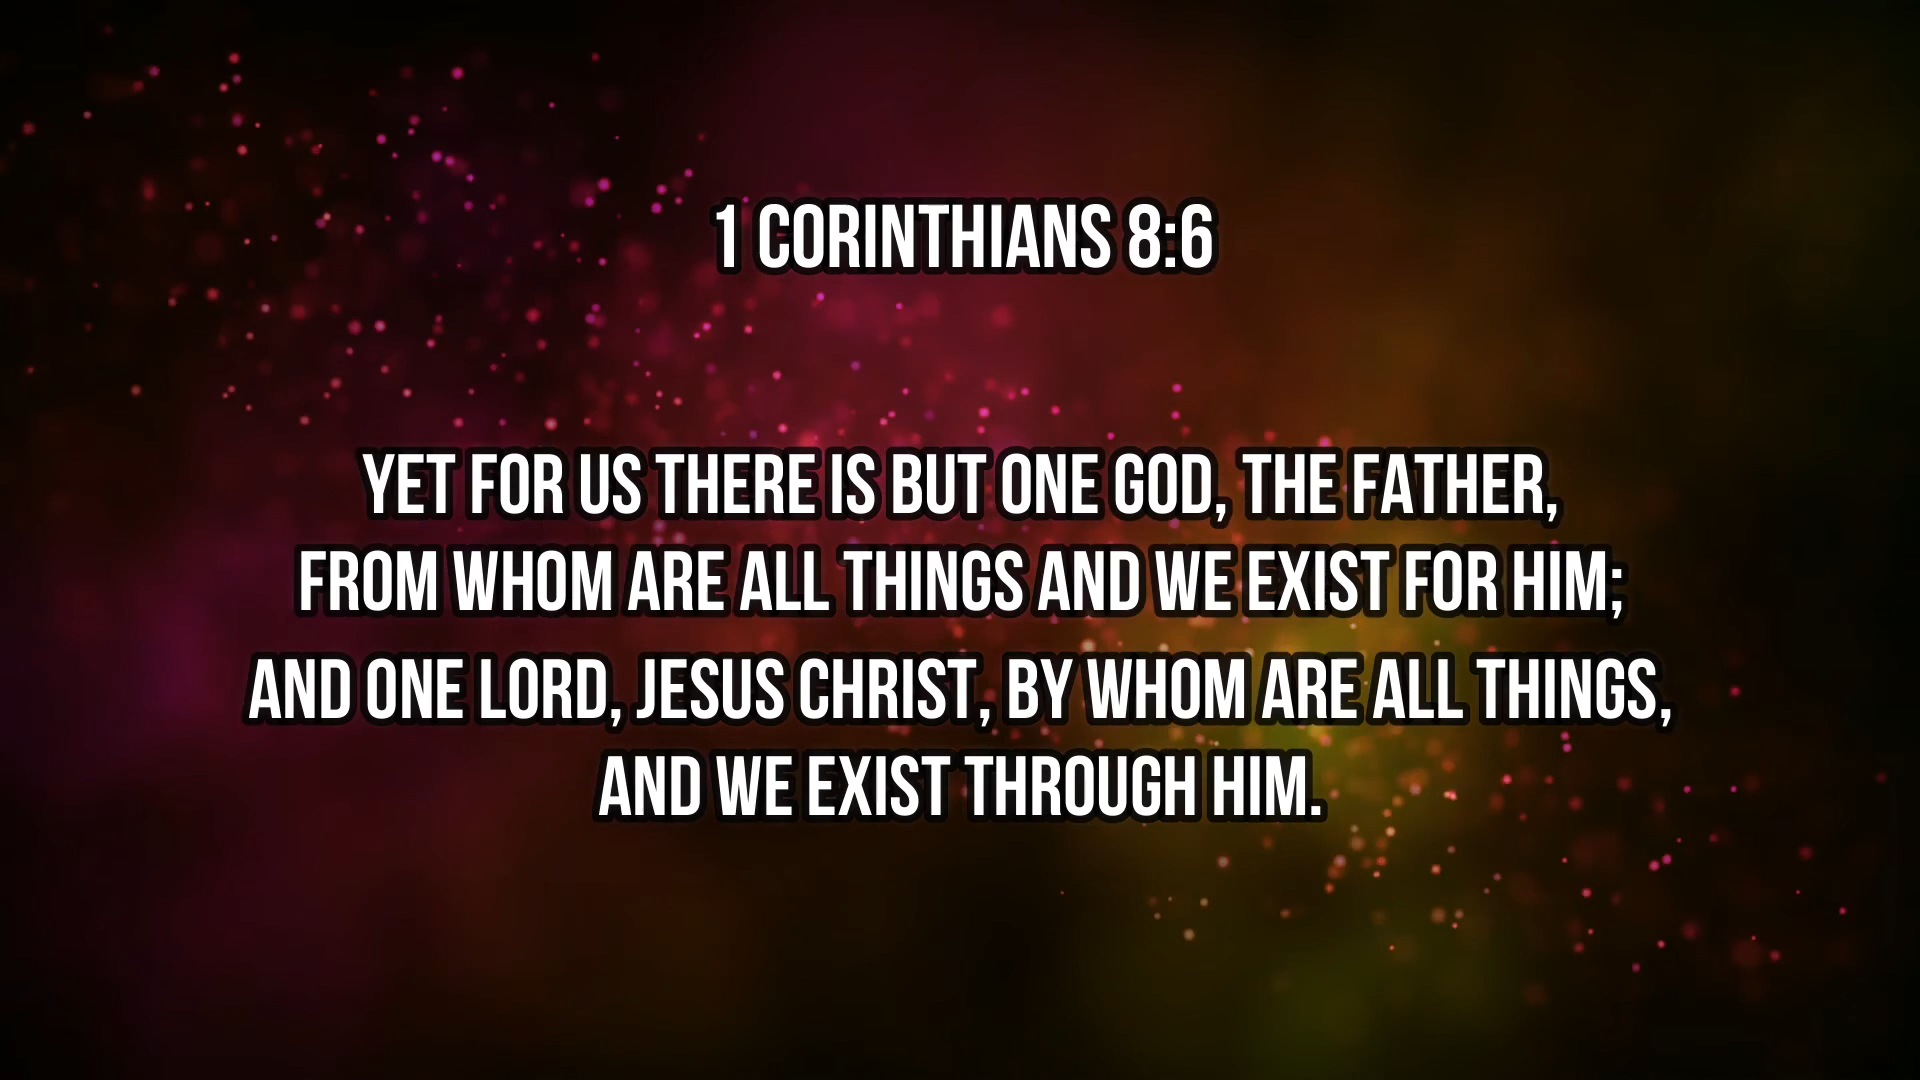 1 CORINTHIANS 8:6
YET FOR US THERE IS BUT ONE GOD, THE FATHER,
FROM WHOM ARE ALL THINGS AND WE EXIST FOR HIM;
AND ONE LORD, JESUS CHRIST, BY WHOM ARE ALL THINGS,
AND WE EXIST THROUGH HIM.